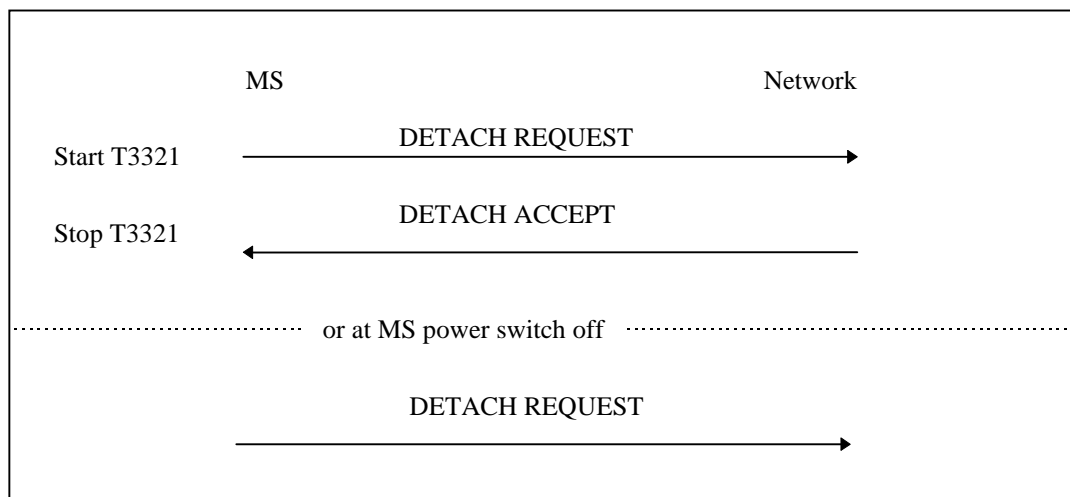 MS Network
Start T3321 DETACH REQUEST
Stop T3321 DETACH ACCEPT
or at MS power switch off
DETACH REQUEST